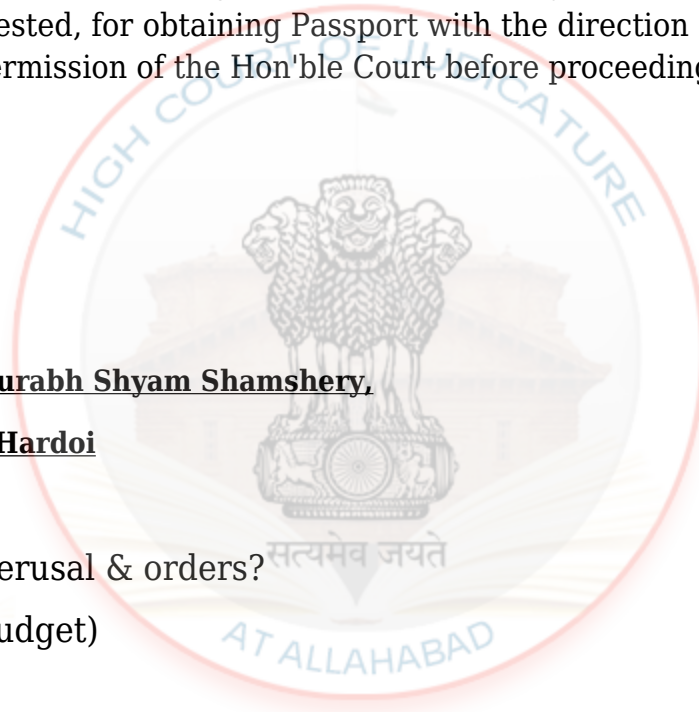 ested, for obtaining Passport with the direction
ermission of the Hon'ble Court before proceeding
HIGH COURT OF JUDICATURE
urabh Shyam Shamshery,
Hardoi
सत्यमेव जयते
erusal & orders?
udget)
AT ALLAHABAD